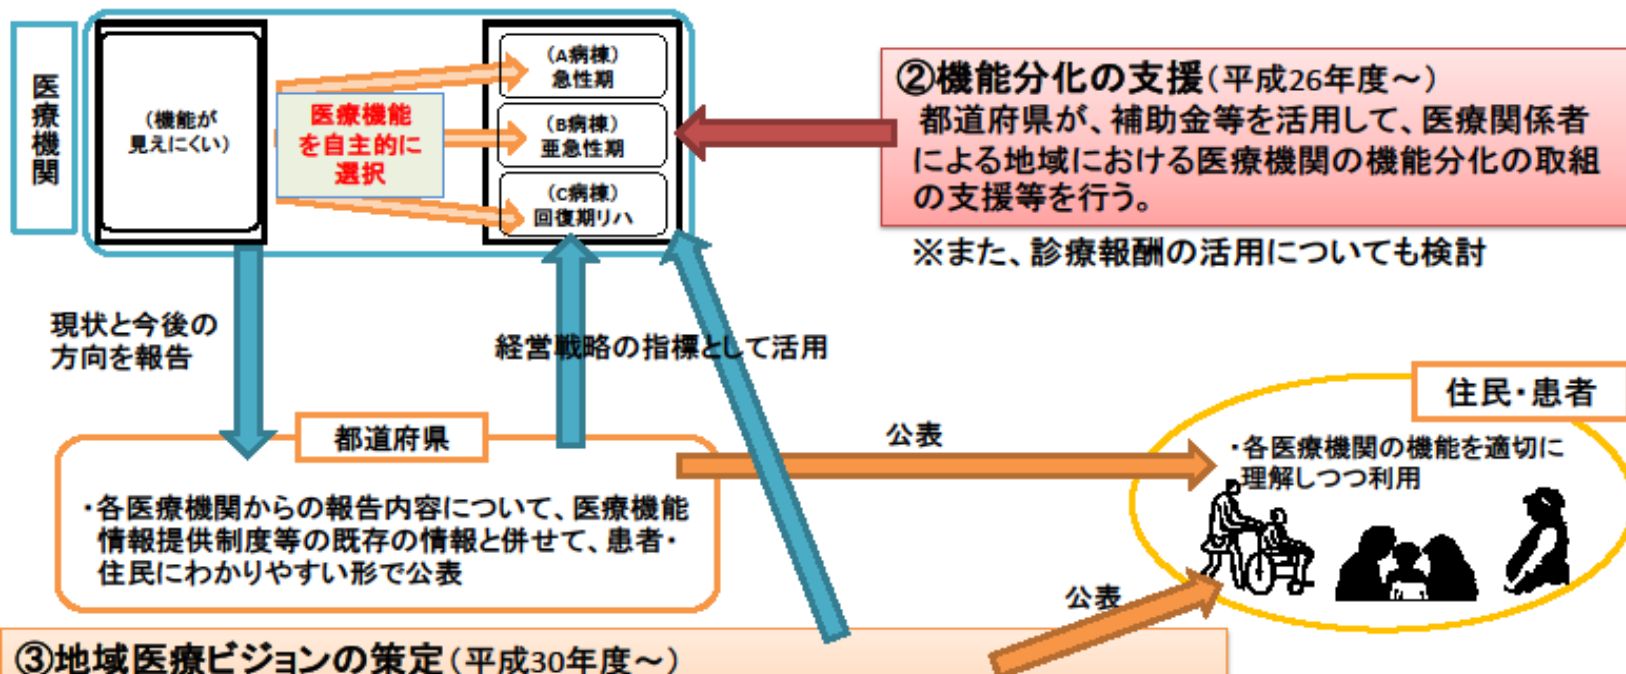 医療機関
(機能が
見えにくい)
医療機能
を自主的に
選択
(A病棟)
急性期
(B病棟)
亜急性期
(C病棟)
回復期リハ
②機能分化の支援(平成26年度~)
都道府県が、補助金等を活用して、医療関係者
による地域における医療機関の機能分化の取組
の支援等を行う。
※また、診療報酬の活用についても検討
現状と今後の
方向を報告
経営戦略の指標として活用
都道府県
・各医療機関からの報告内容について、医療機能
情報提供制度等の既存の情報と併せて、患者・
住民にわかりやすい形で公表
公表
住民・患者
・各医療機関の機能を適切に
理解しつつ利用
公表
③地域医療ビジョンの策定(平成30年度~)